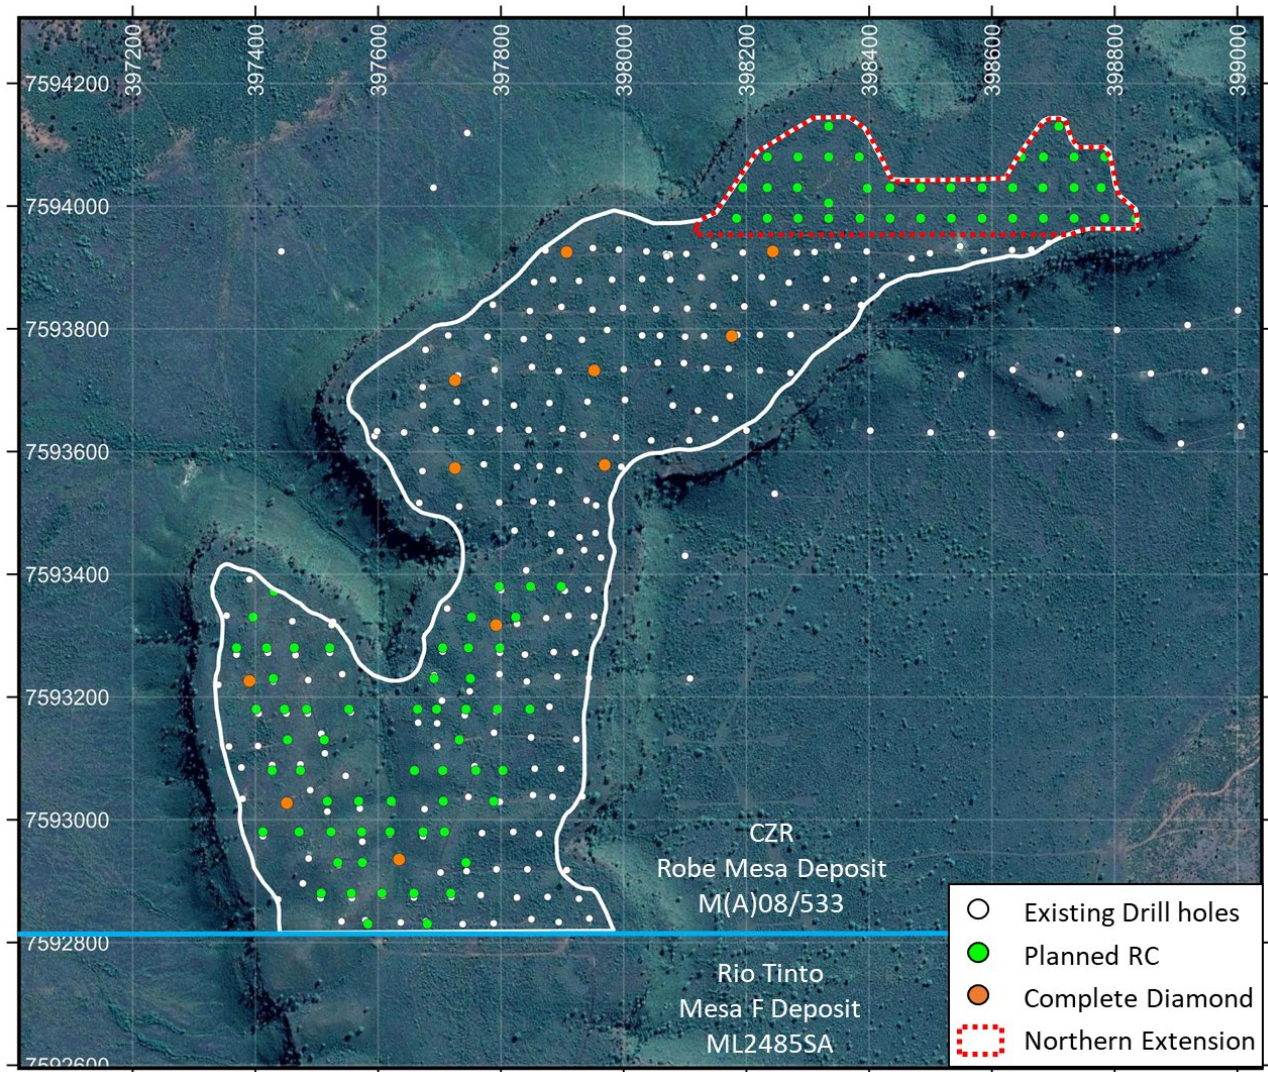 397200
397400
397600
397800
398000
398200
398400
398600
398800
399000
7594200
7594000
7593800
7593600
7593400
7593200
7593000
7592800
7592600
CZR
Robe Mesa Deposit
M(A)08/533
Rio Tinto
Mesa F Deposit
ML2485SA
Existing Drill holes
Planned RC
Complete Diamond
Northern Extension